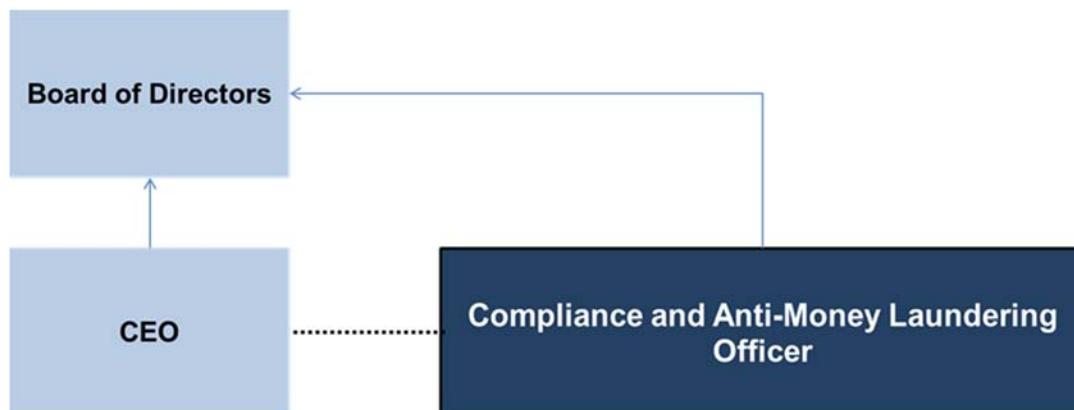 Board of Directors
CEO
Compliance and Anti-Money Laundering
Officer